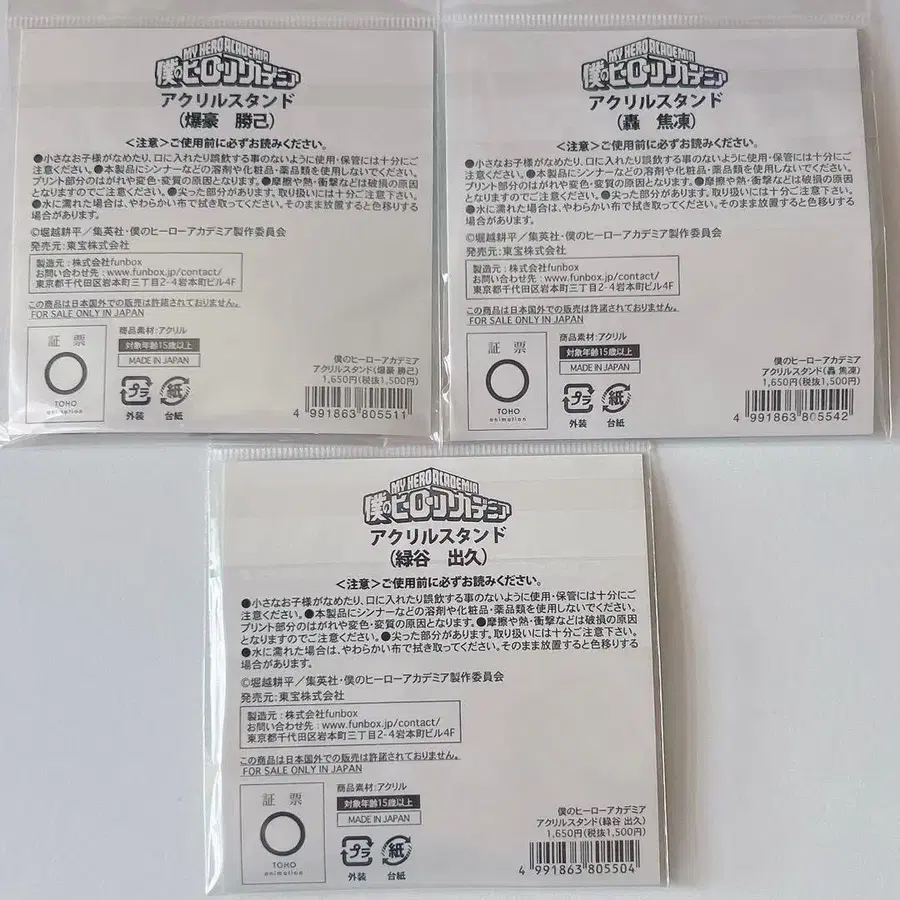 MY HERO ACADEMIA
僕のヒーローアカデミア
アクリルスタンド
(爆豪 勝己)
<注意>ご使用前に必ずお読みください。
●小さなお子様がなめたり、口に入れたり誤飲する事のないように使用・保管には十分にご
注意ください。●本製品にシンナーなどの溶剤や化粧品・薬品類を使用しないでください。
プリント部分のはがれや変色・変質の原因となります。●摩擦や熱・衝撃などは破損の原因
となりますのでご注意ください。●尖った部分があります。取り扱いには十分ご注意下さい。
●水に濡れた場合は、やわらかい布で拭き取ってください。そのまま放置すると色移りする
場合があります。
©堀越耕平/集英社・僕のヒーローアカデミア製作委員会
発売元:東宝株式会社
製造元:株式会社funbox
お問い合わせ先:www.funbox.jp/contact/
東京都千代田区岩本町三丁目2-4岩本町ビル4F
この商品は日本国外での販売は許諾されておりません。
FOR SALE ONLY IN JAPAN
証 票
TOHO
animation
商品素材:アクリル
対象年齢15歳以上
MADE IN JAPAN
プラ
外装
紙
台紙
僕のヒーローアカデミア
アクリルスタンド(爆豪 勝己)
1,650円(税抜1,500円)
4 991863 805511
MY HERO ACADEMIA
僕のヒーローアカデミア
アクリルスタンド
(轟 焦凍)
<注意>ご使用前に必ずお読みください。
●小さなお子様がなめたり、口に入れたり誤飲する事のないように使用・保管には十分にご
注意ください。●本製品にシンナーなどの溶剤や化粧品・薬品類を使用しないでください。
プリント部分のはがれや変色・変質の原因となります。●摩擦や熱・衝撃などは破損の原因
となりますのでご注意ください。●尖った部分があります。取り扱いには十分ご注意下さい。
●水に濡れた場合は、やわらかい布で拭き取ってください。そのまま放置すると色移りする
場合があります。
©堀越耕平/集英社・僕のヒーローアカデミア製作委員会
発売元:東宝株式会社
製造元:株式会社funbox
お問い合わせ先:www.funbox.jp/contact/
東京都千代田区岩本町三丁目2-4岩本町ビル4F
この商品は日本国外での販売は許諾されておりません。
FOR SALE ONLY IN JAPAN
証 票
TOHO
animation
商品素材:アクリル
対象年齢15歳以上
MADE IN JAPAN
プラ
外装
紙
台紙
僕のヒーローアカデミア
アクリルスタンド(轟 焦凍)
1,650円(税抜1,500円)
4 991863 805542
MY HERO ACADEMIA
僕のヒーローアカデミア
アクリルスタンド
(緑谷 出久)
<注意>ご使用前に必ずお読みください。
●小さなお子様がなめたり、口に入れたり誤飲する事のないように使用・保管には十分にご
注意ください。●本製品にシンナーなどの溶剤や化粧品・薬品類を使用しないでください。
プリント部分のはがれや変色・変質の原因となります。●摩擦や熱・衝撃などは破損の原因
となりますのでご注意ください。●尖った部分があります。取り扱いには十分ご注意下さい。
●水に濡れた場合は、やわらかい布で拭き取ってください。そのまま放置すると色移りする
場合があります。
©堀越耕平/集英社・僕のヒーローアカデミア製作委員会
発売元:東宝株式会社
製造元:株式会社funbox
お問い合わせ先:www.funbox.jp/contact/
東京都千代田区岩本町三丁目2-4岩本町ビル4F
この商品は日本国外での販売は許諾されておりません。
FOR SALE ONLY IN JAPAN
証 票
TOHO
animation
商品素材:アクリル
対象年齢15歳以上
MADE IN JAPAN
プラ
外装
紙
台紙
僕のヒーローアカデミア
アクリルスタンド(緑谷 出久)
1,650円(税抜1,500円)
4 991863 805504